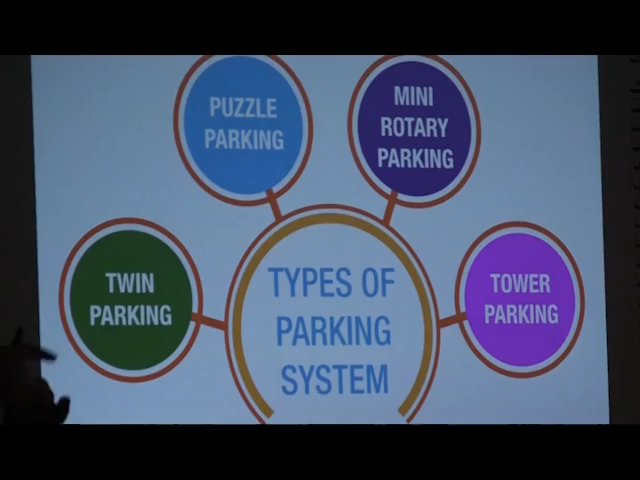 PUZZLE
PARKING
MINI
ROTARY
PARKING
TWIN
PARKING
TYPES OF
PARKING
SYSTEM
TOWER
PARKING